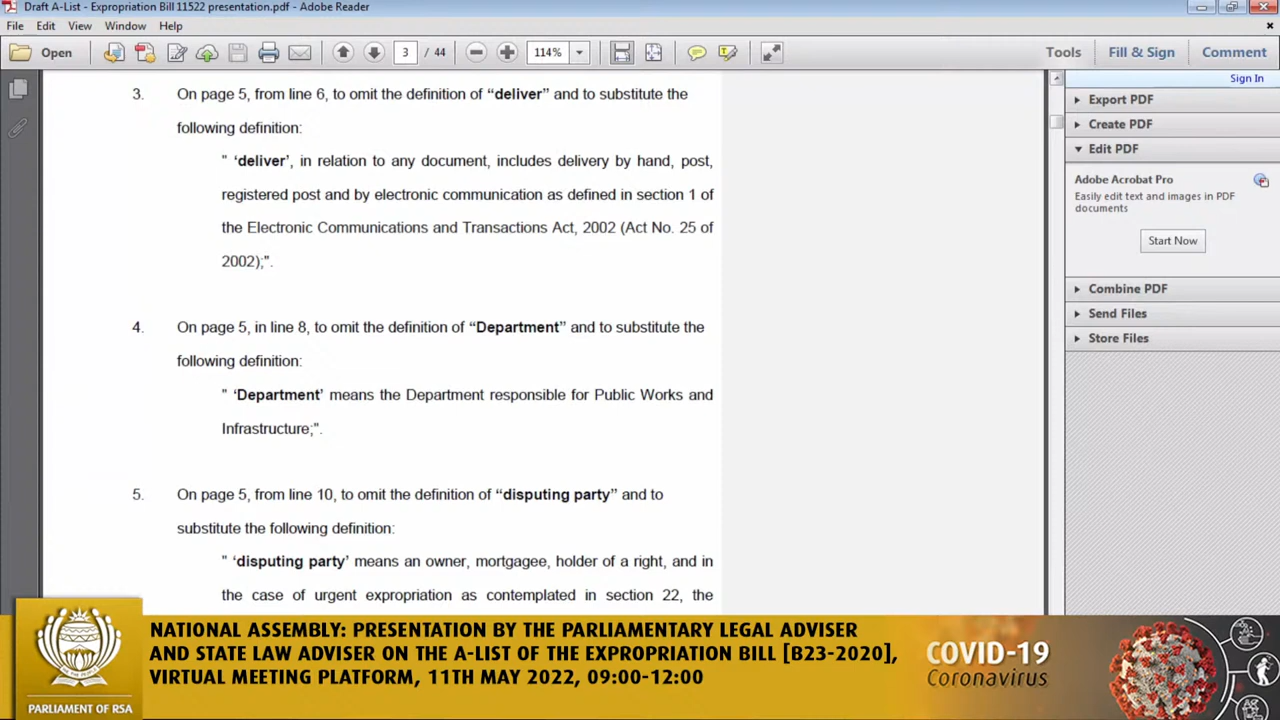 Draft A-List - Expropriation Bill 11522 presentation.pdf - Adobe Reader
File Edit View Window Help
Open 3 / 44 114% Tools Fill & Sign Comment
Sign In
3. On page 5, from line 6, to omit the definition of “deliver” and to substitute the
following definition:
" ‘deliver’, in relation to any document, includes delivery by hand, post,
registered post and by electronic communication as defined in section 1 of
the Electronic Communications and Transactions Act, 2002 (Act No. 25 of
2002);".
4. On page 5, in line 8, to omit the definition of “Department” and to substitute the
following definition:
" ‘Department’ means the Department responsible for Public Works and
Infrastructure;".
5. On page 5, from line 10, to omit the definition of “disputing party” and to
substitute the following definition:
" ‘disputing party’ means an owner, mortgagee, holder of a right, and in
the case of urgent expropriation as contemplated in section 22, the
Export PDF
Create PDF
Edit PDF
Adobe Acrobat Pro
Easily edit text and images in PDF
documents
Start Now
Combine PDF
Send Files
Store Files
PARLIAMENT OF RSA
NATIONAL ASSEMBLY: PRESENTATION BY THE PARLIAMENTARY LEGAL ADVISER
AND STATE LAW ADVISER ON THE A-LIST OF THE EXPROPRIATION BILL [B23-2020],
VIRTUAL MEETING PLATFORM, 11TH MAY 2022, 09:00-12:00
COVID-19
Coronavirus